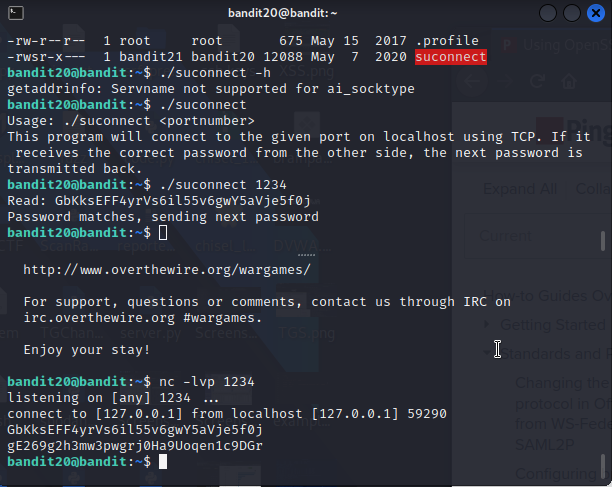 bandit20@bandit: ~
-rw-r--r-- 1 root root 675 May 15 2017 .profile
-rwsr-x--- 1 bandit21 bandit20 12088 May 7 2020 suconnect
bandit20@bandit:~$ ./suconnect -h
getaddrinfo: Servname not supported for ai_socktype
bandit20@bandit:~$ ./suconnect
Usage: ./suconnect <portnumber>
This program will connect to the given port on localhost using TCP. If it
receives the correct password from the other side, the next password is
transmitted back.
bandit20@bandit:~$ ./suconnect 1234
Read: GbKksEFF4yrVs6il55v6gwY5aVje5f0j
Password matches, sending next password
bandit20@bandit:~$
http://www.overthewire.org/wargames/
For support, questions or comments, contact us through IRC on
irc.overthewire.org #wargames.
Enjoy your stay!
bandit20@bandit:~$ nc -lvp 1234
listening on [any] 1234 ...
connect to [127.0.0.1] from localhost [127.0.0.1] 59290
GbKksEFF4yrVs6il55v6gwY5aVje5f0j
gE269g2h3mw3pwgrj0Ha9Uoqen1c9DGr
bandit20@bandit:~$
Using OpenS
Ping
Expand All Colla
Current
How-to Guides Ov
Getting Started
Standards and P
Changing the
protocol in Of
from WS-Fed
SAML2P
Configuring